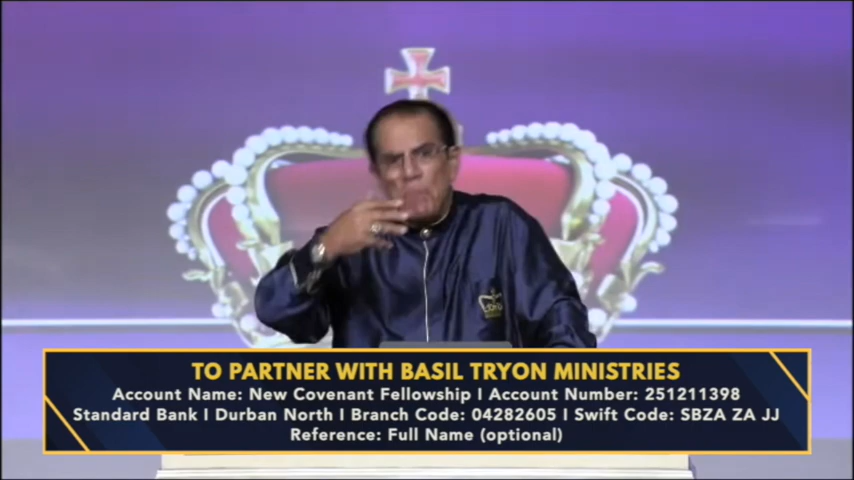 TO PARTNER WITH BASIL TRYON MINISTRIES
Account Name: New Covenant Fellowship I Account Number: 251211398
Standard Bank I Durban North I Branch Code: 04282605 I Swift Code: SBZA ZA JJ
Reference: Full Name (optional)